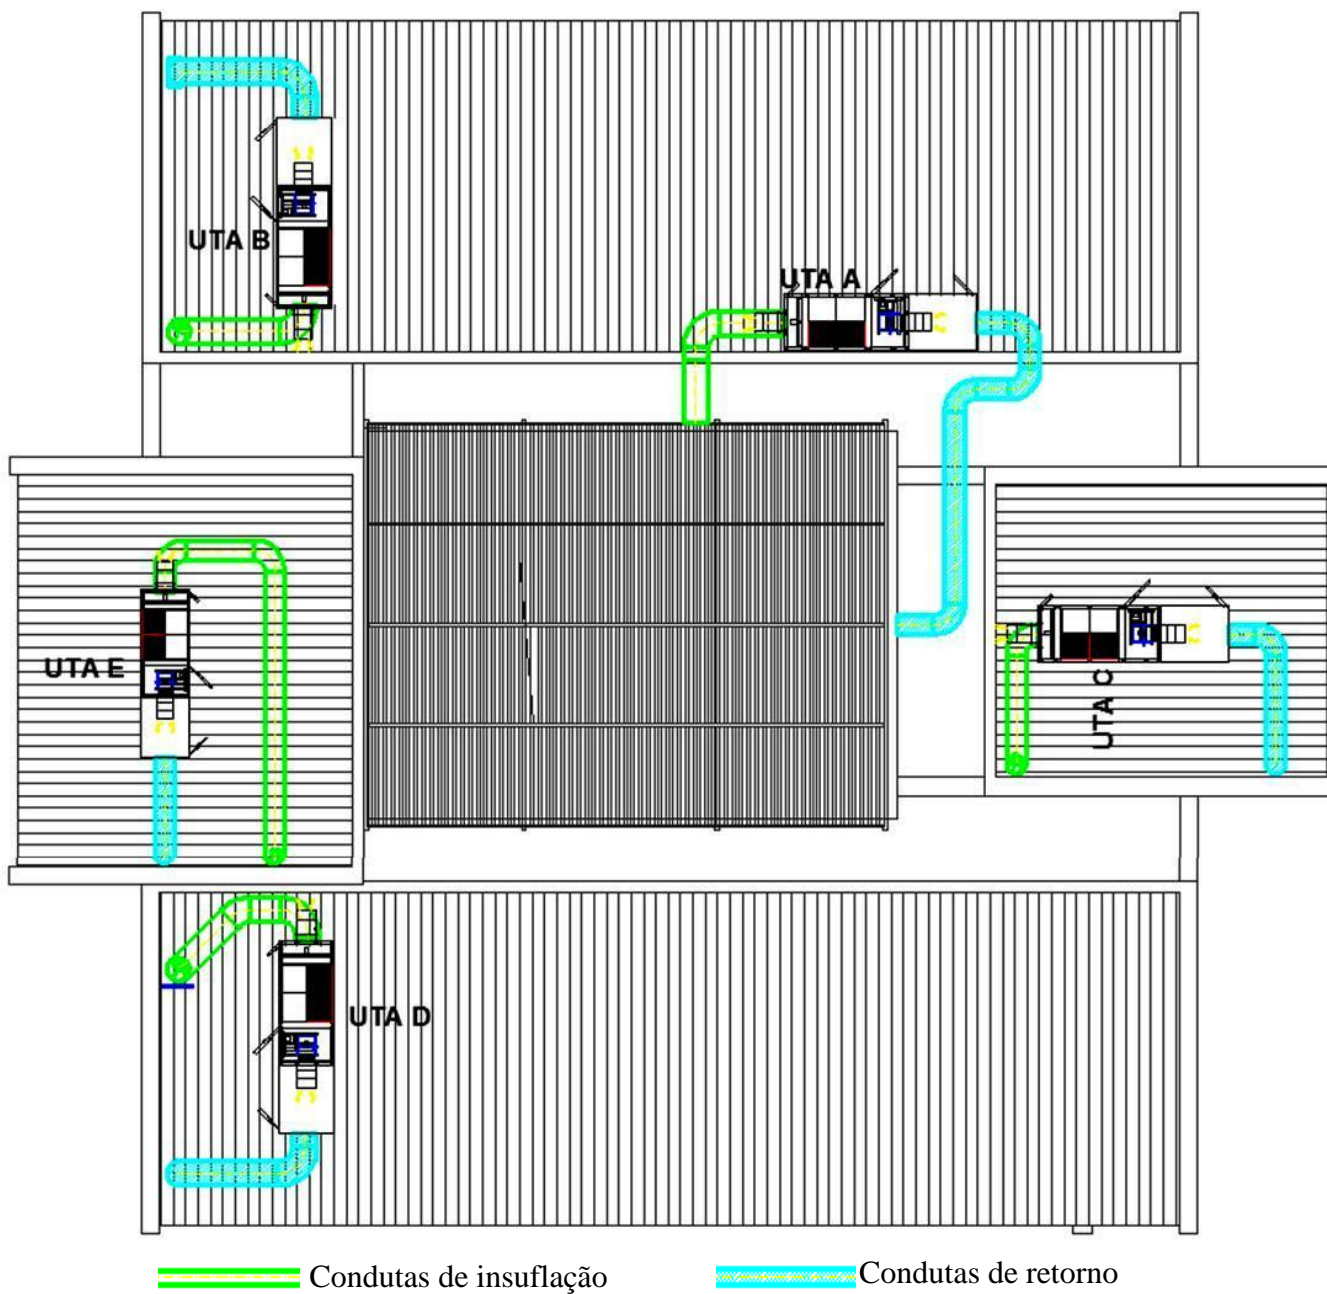 UTA B
UTA A
UTA E
UTA C
UTA D
Condutas de insuflação
Condutas de retorno